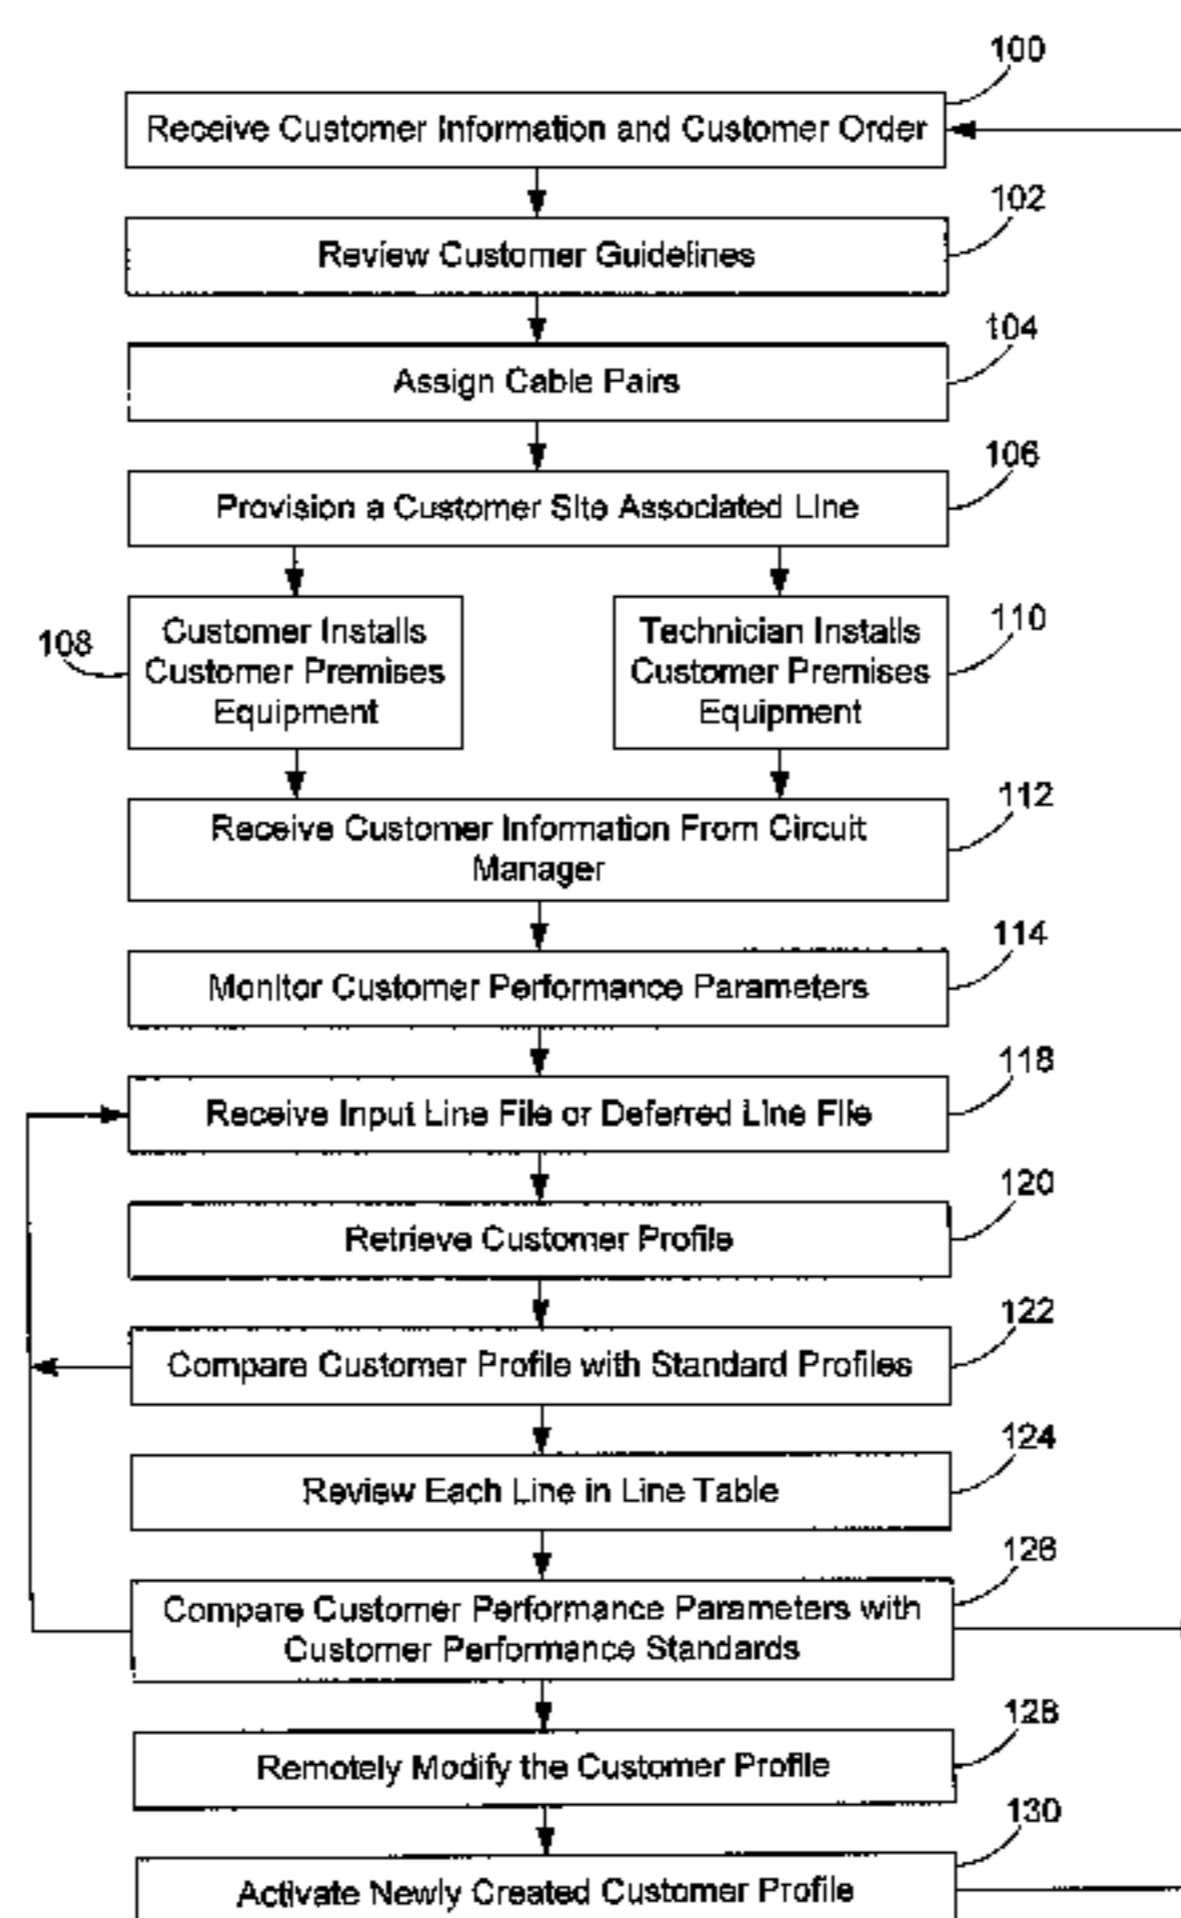 100
Receive Customer Information and Customer Order
102
Review Customer Guidelines
104
Assign Cable Pairs
106
Provision a Customer Site Associated Line
108
Customer Installs
Customer Premises
Equipment
110
Technician Installs
Customer Premises
Equipment
112
Receive Customer Information From Circuit
Manager
114
Monitor Customer Performance Parameters
118
Receive Input Line File or Deferred Line File
120
Retrieve Customer Profile
122
Compare Customer Profile with Standard Profiles
124
Review Each Line in Line Table
126
Compare Customer Performance Parameters with
Customer Performance Standards
128
Remotely Modify the Customer Profile
130
Activate Newly Created Customer Profile